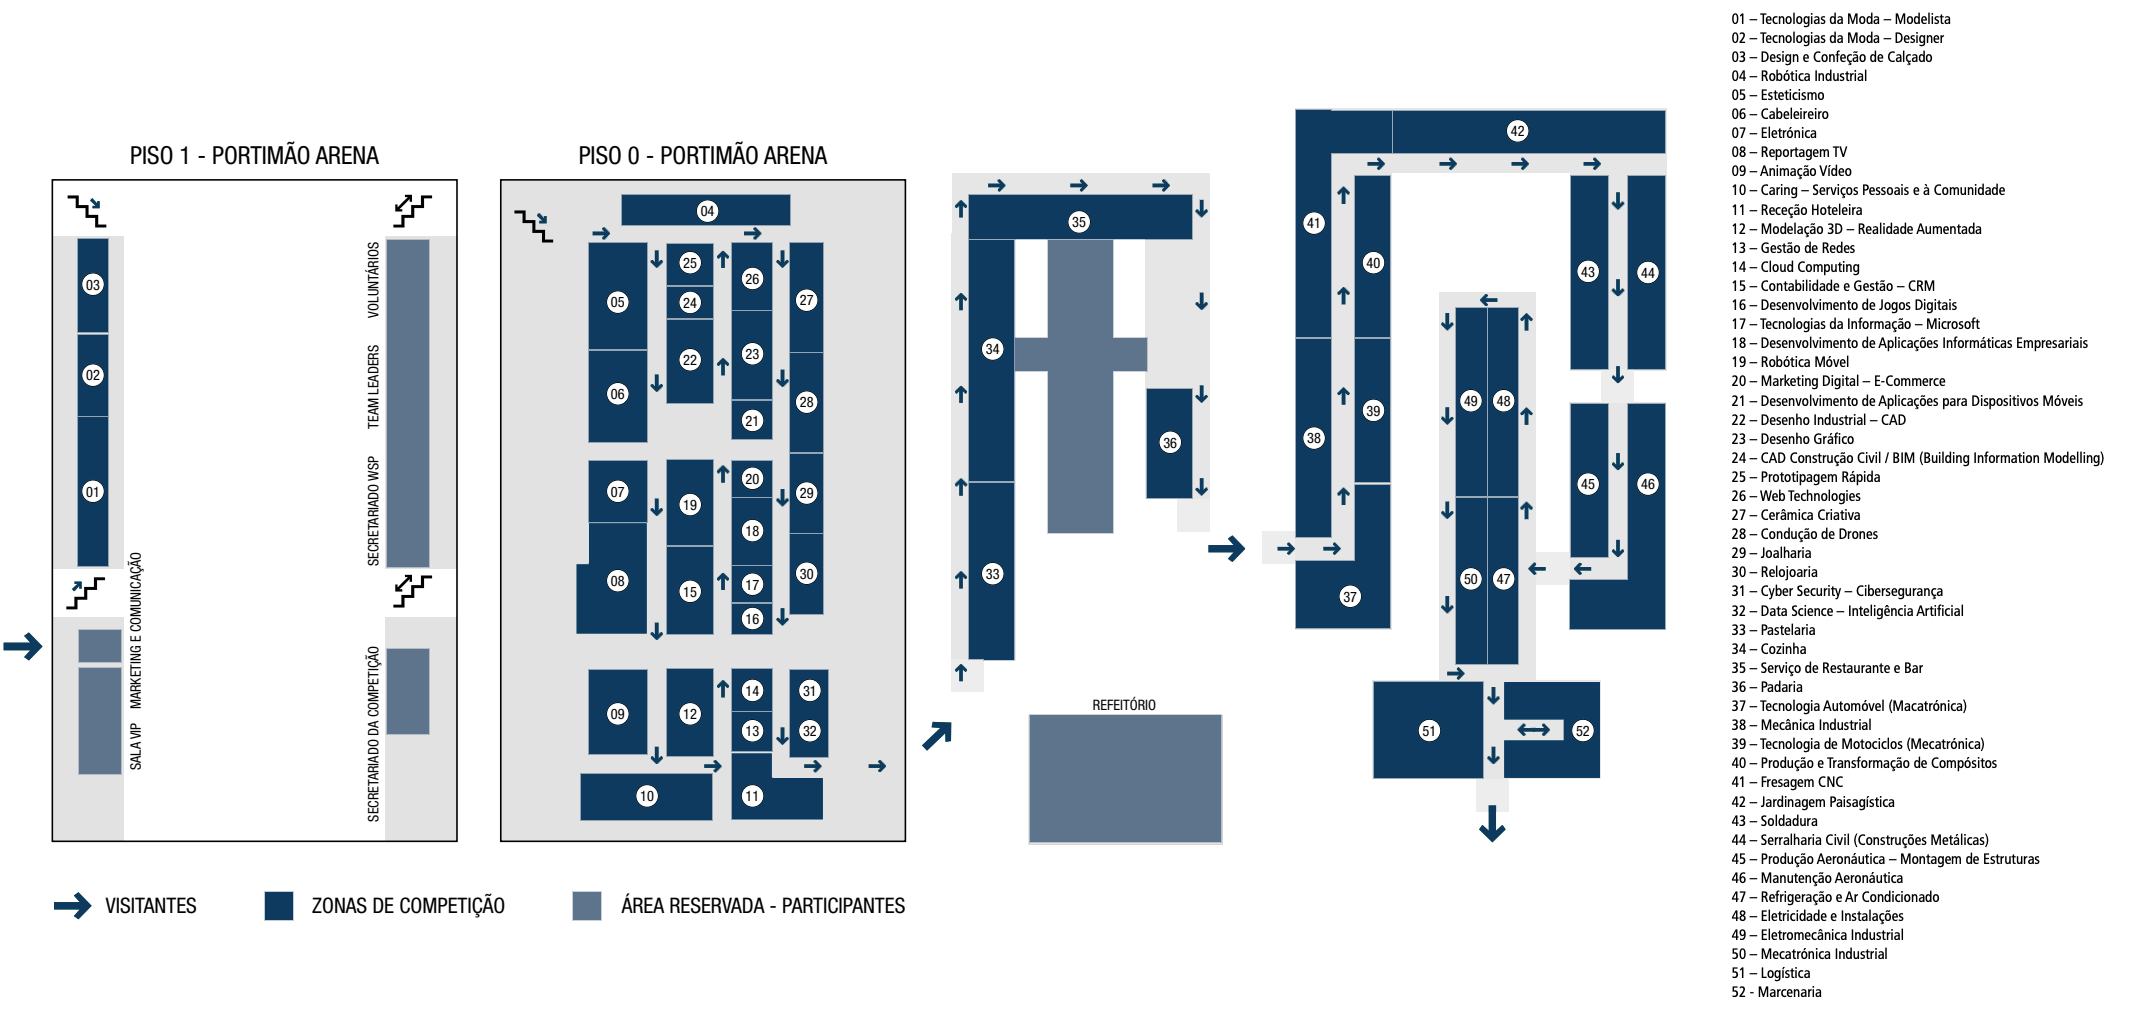 PISO 1 - PORTIMÃO ARENA
03
02
01
VOLUNTÁRIOS
TEAM LEADERS
SECRETARIADO WSP
MARKETING E COMUNICAÇÃO
SALA VIP
SECRETARIADO DA COMPETIÇÃO
PISO 0 - PORTIMÃO ARENA
04
25
26
05
24
27
22
23
06
28
21
07
20
19
29
18
08
17
30
15
16
14
31
09
12
13
32
10
11
35
34
36
33
REFEITÓRIO
42
41
40
43
44
49
48
39
38
45
46
50
47
37
51
52
VISITANTES
ZONAS DE COMPETIÇÃO
ÁREA RESERVADA - PARTICIPANTES
01 – Tecnologias da Moda – Modelista
02 – Tecnologias da Moda – Designer
03 – Design e Confeção de Calçado
04 – Robótica Industrial
05 – Esteticismo
06 – Cabeleireiro
07 – Eletrónica
08 – Reportagem TV
09 – Animação Vídeo
10 – Caring – Serviços Pessoais e à Comunidade
11 – Receção Hoteleira
12 – Modelação 3D – Realidade Aumentada
13 – Gestão de Redes
14 – Cloud Computing
15 – Contabilidade e Gestão – CRM
16 – Desenvolvimento de Jogos Digitais
17 – Tecnologias da Informação – Microsoft
18 – Desenvolvimento de Aplicações Informáticas Empresariais
19 – Robótica Móvel
20 – Marketing Digital – E-Commerce
21 – Desenvolvimento de Aplicações para Dispositivos Móveis
22 – Desenho Industrial – CAD
23 – Desenho Gráfico
24 – CAD Construção Civil / BIM (Building Information Modelling)
25 – Prototipagem Rápida
26 – Web Technologies
27 – Cerâmica Criativa
28 – Condução de Drones
29 – Joalharia
30 – Relojoaria
31 – Cyber Security – Cibersegurança
32 – Data Science – Inteligência Artificial
33 – Pastelaria
34 – Cozinha
35 – Serviço de Restaurante e Bar
36 – Padaria
37 – Tecnologia Automóvel (Macatrónica)
38 – Mecânica Industrial
39 – Tecnologia de Motociclos (Mecatrónica)
40 – Produção e Transformação de Compósitos
41 – Fresagem CNC
42 – Jardinagem Paisagística
43 – Soldadura
44 – Serralharia Civil (Construções Metálicas)
45 – Produção Aeronáutica – Montagem de Estruturas
46 – Manutenção Aeronáutica
47 – Refrigeração e Ar Condicionado
48 – Eletricidade e Instalações
49 – Eletromecânica Industrial
50 – Mecatrónica Industrial
51 – Logística
52 - Marcenaria